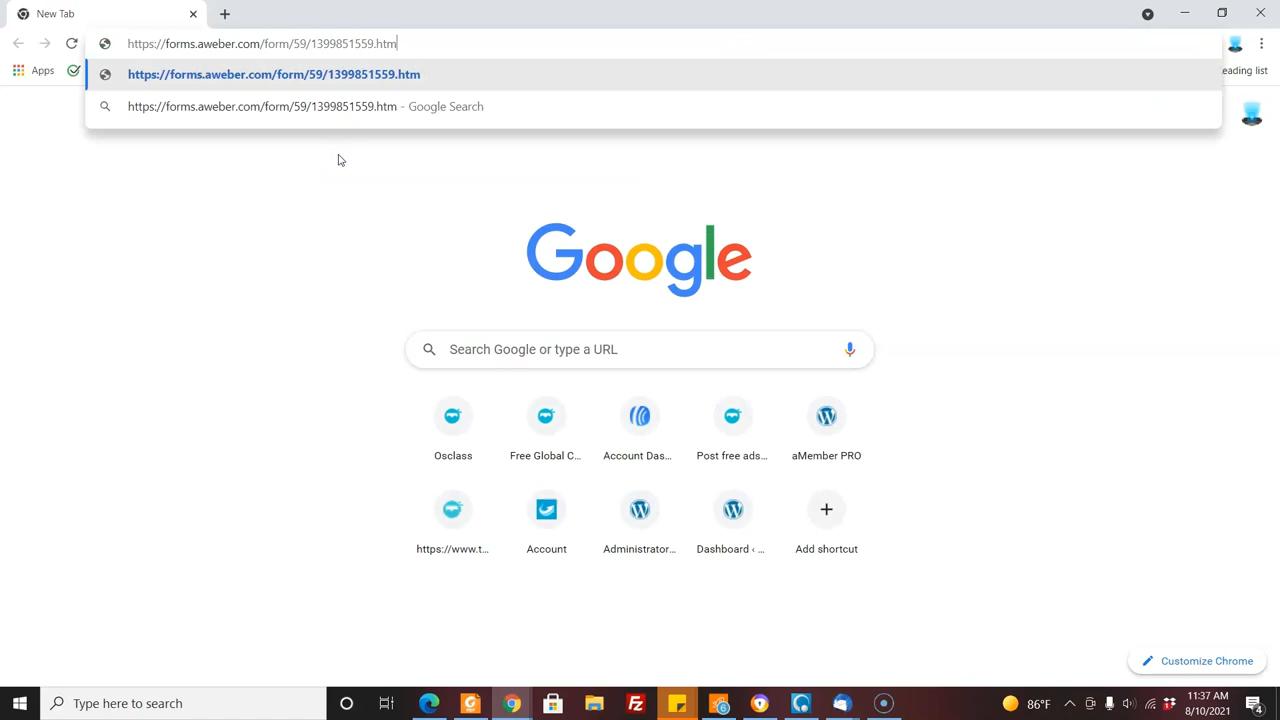 New Tab
https://forms.aweber.com/form/59/1399851559.htm
Apps
eading list
https://forms.aweber.com/form/59/1399851559.htm
https://forms.aweber.com/form/59/1399851559.htm - Google Search
Google
Search Google or type a URL
Osclass
Free Global C...
Account Das...
Post free ads...
aMember PRO
https://www.t...
Account
Administrator...
Dashboard ‹ ...
Add shortcut
Customize Chrome
Type here to search
86°F
11:37 AM
8/10/2021